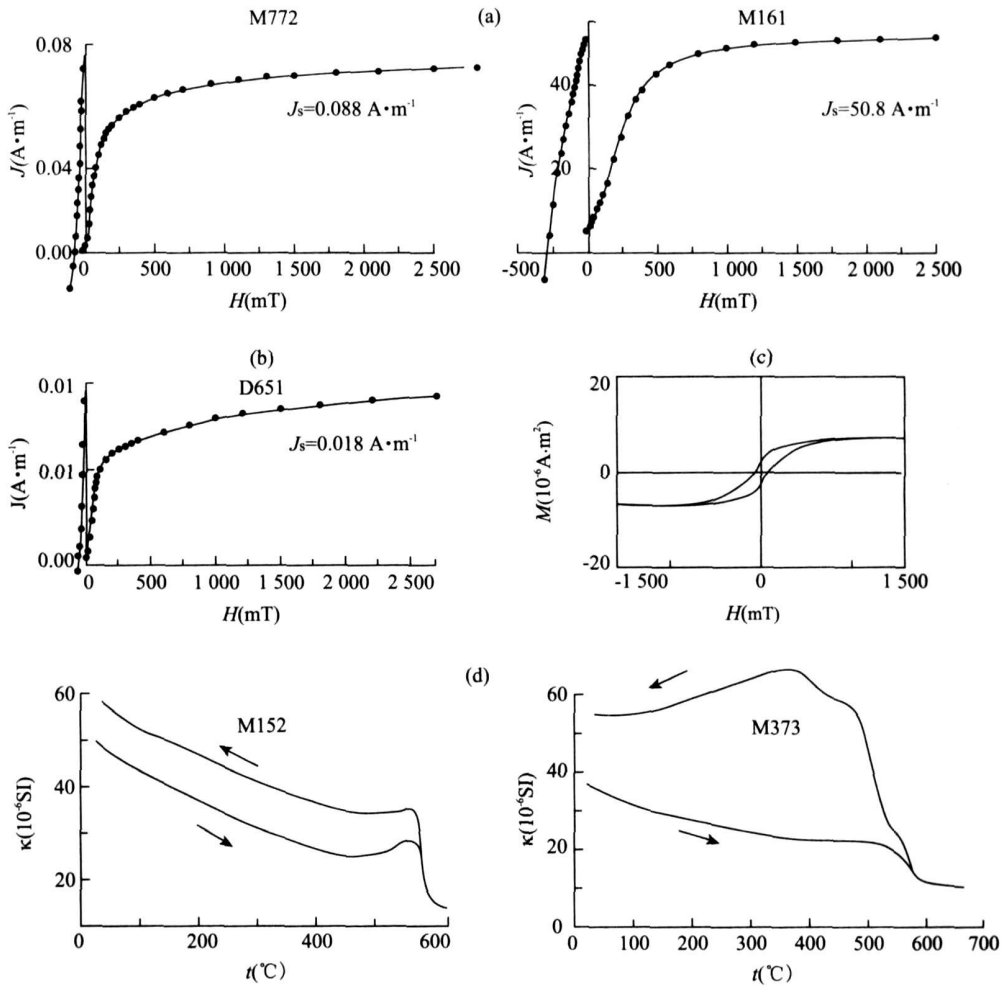 (a)
M772
0.08
0.04
0.00
J(A·m⁻¹)
Js=0.088 A·m⁻¹
0 500 1 000 1 500 2 000 2 500
H(mT)
M161
40
20
J(A·m⁻¹)
Js=50.8 A·m⁻¹
-500 0 500 1 000 1 500 2 000 2 500
H(mT)
(b)
D651
0.01
0.01
0.00
J(A·m⁻¹)
Js=0.018 A·m⁻¹
0 500 1 000 1 500 2 000 2 500
H(mT)
(c)
20
0
-20
M(10⁻⁶A·m²)
-1 500 0 1 500
H(mT)
(d)
M152
60
40
20
κ(10⁻⁶SI)
0 200 400 600
t(℃)
M373
60
40
20
0
κ(10⁻⁶SI)
0 100 200 300 400 500 600 700
t(℃)